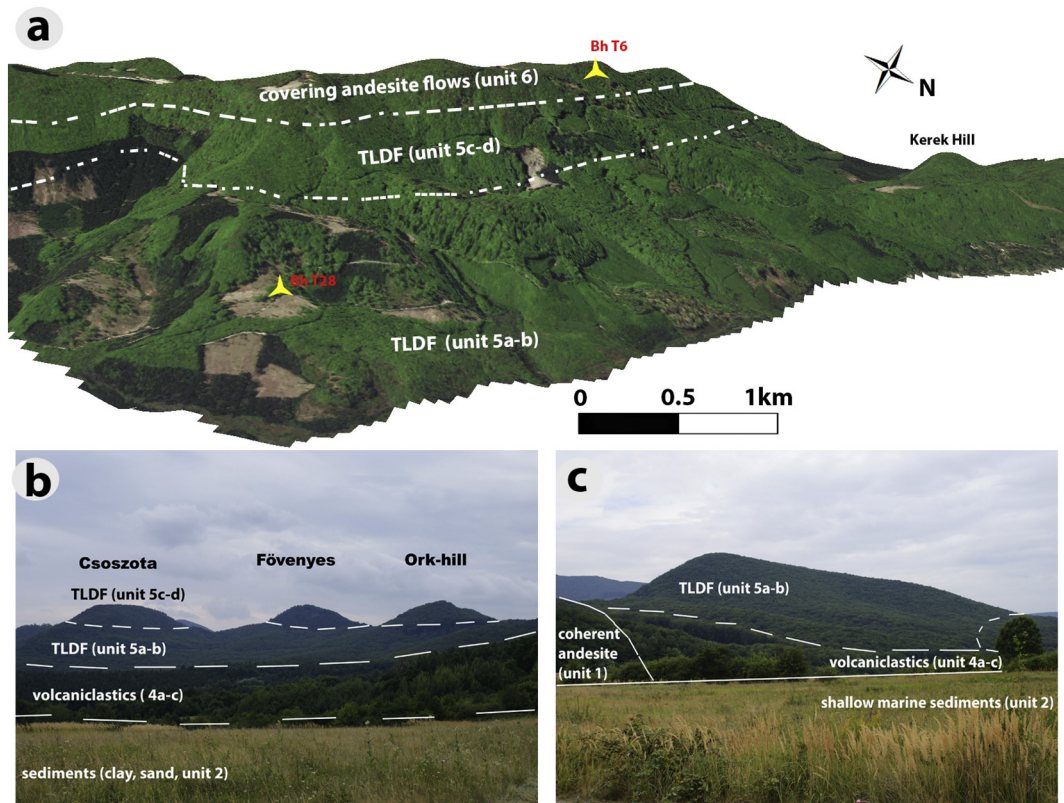 a
Bh T6
covering andesite flows (unit 6)
N
TLDF (unit 5c-d)
Kerek Hill
Bh T28
TLDF (unit 5a-b)
0 0.5 1km
b
Csoszota
Fövenyes
Ork-hill
TLDF (unit 5c-d)
TLDF (unit 5a-b)
volcaniclastics ( 4a-c)
sediments (clay, sand, unit 2)
c
TLDF (unit 5a-b)
coherent
andesite
(unit 1)
volcaniclastics (unit 4a-c)
shallow marine sediments (unit 2)